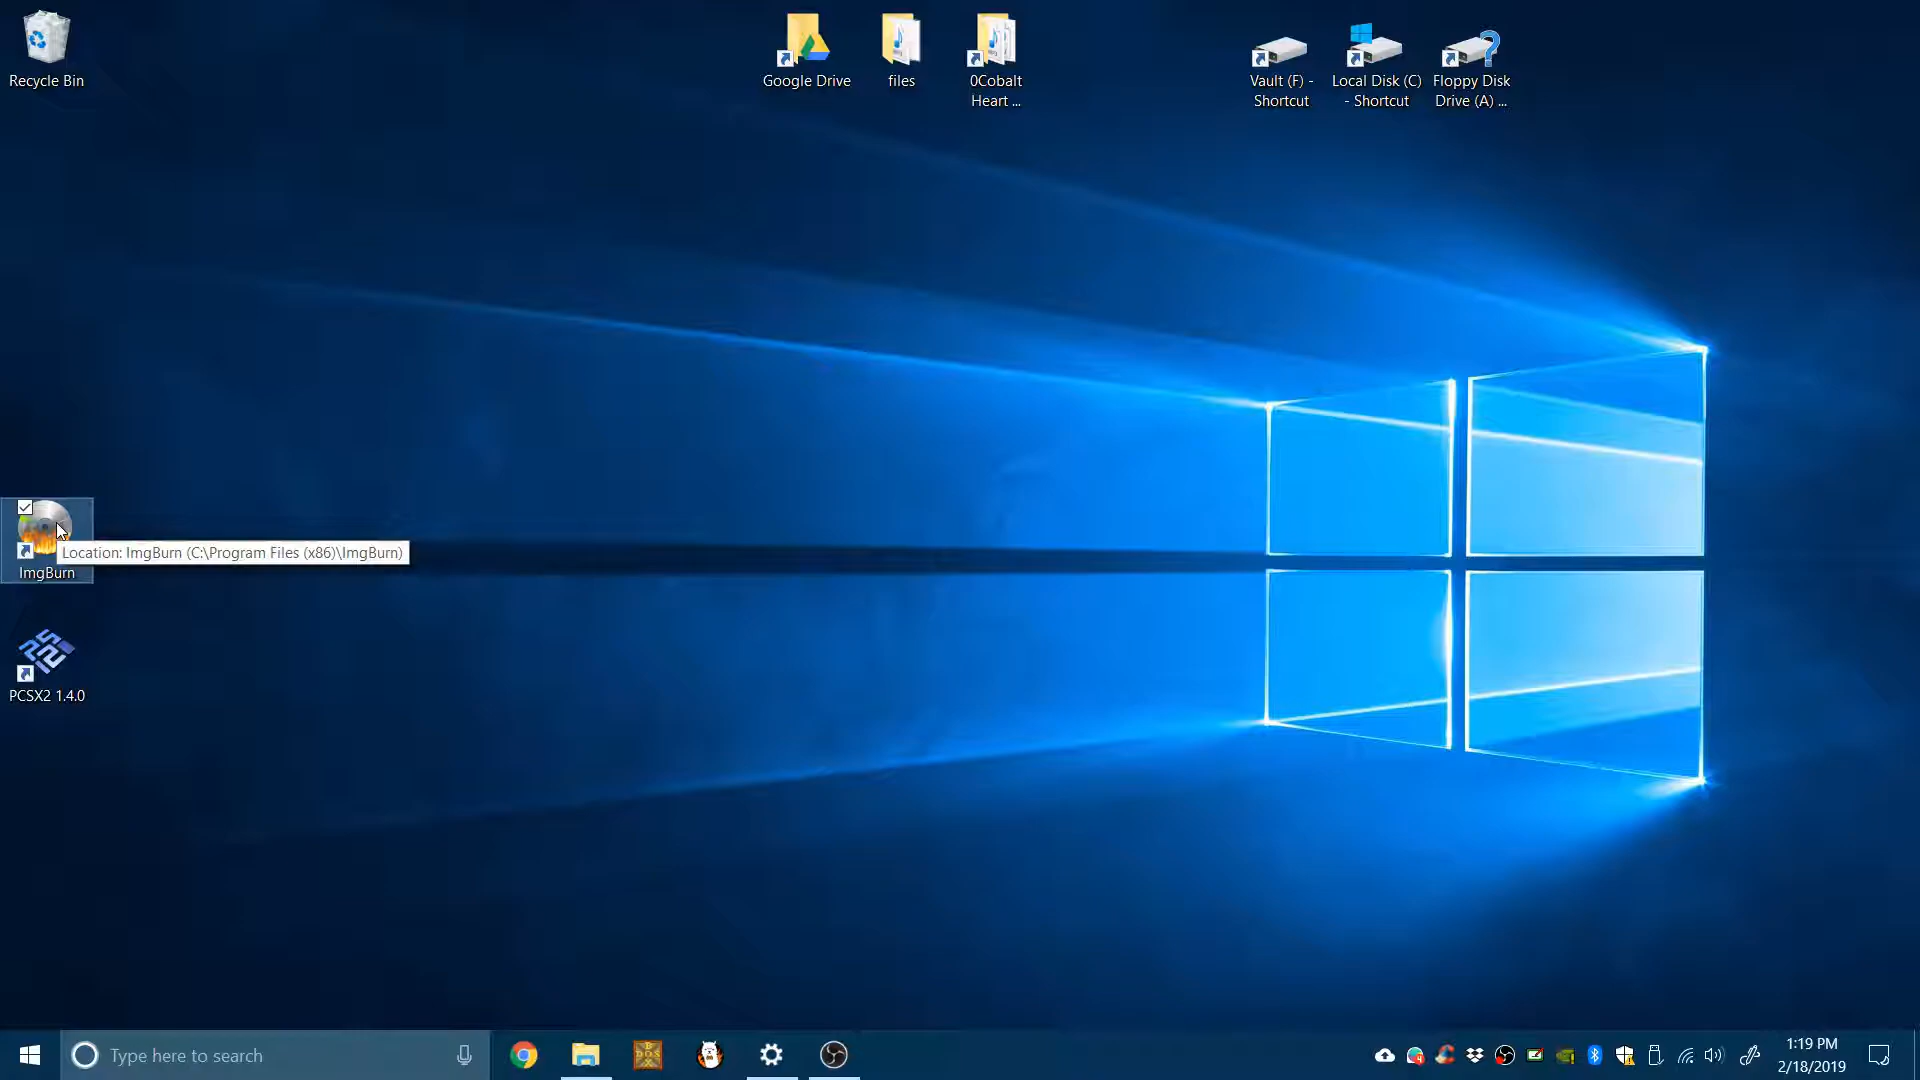 Recycle Bin
Google Drive
files
0Cobalt
Heart ...
Vault (F) -
Shortcut
Local Disk (C)
- Shortcut
Floppy Disk
Drive (A) ...
Location: ImgBurn (C:\Program Files (x86)\ImgBurn)
ImgBurn
PCSX2 1.4.0
Type here to search
1:19 PM
2/18/2019